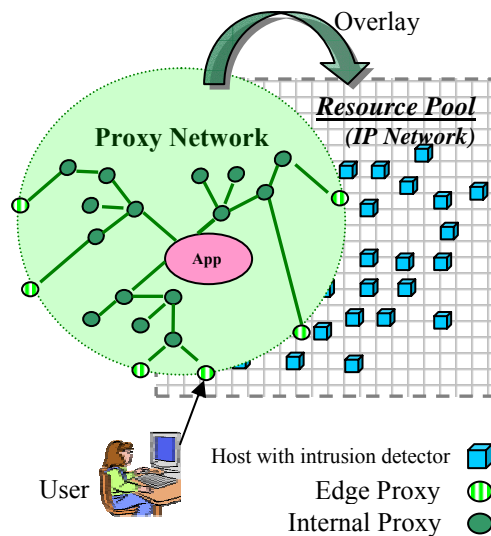 Overlay
Resource Pool
(IP Network)
Proxy Network
App
Host with intrusion detector
User
Edge Proxy
Internal Proxy